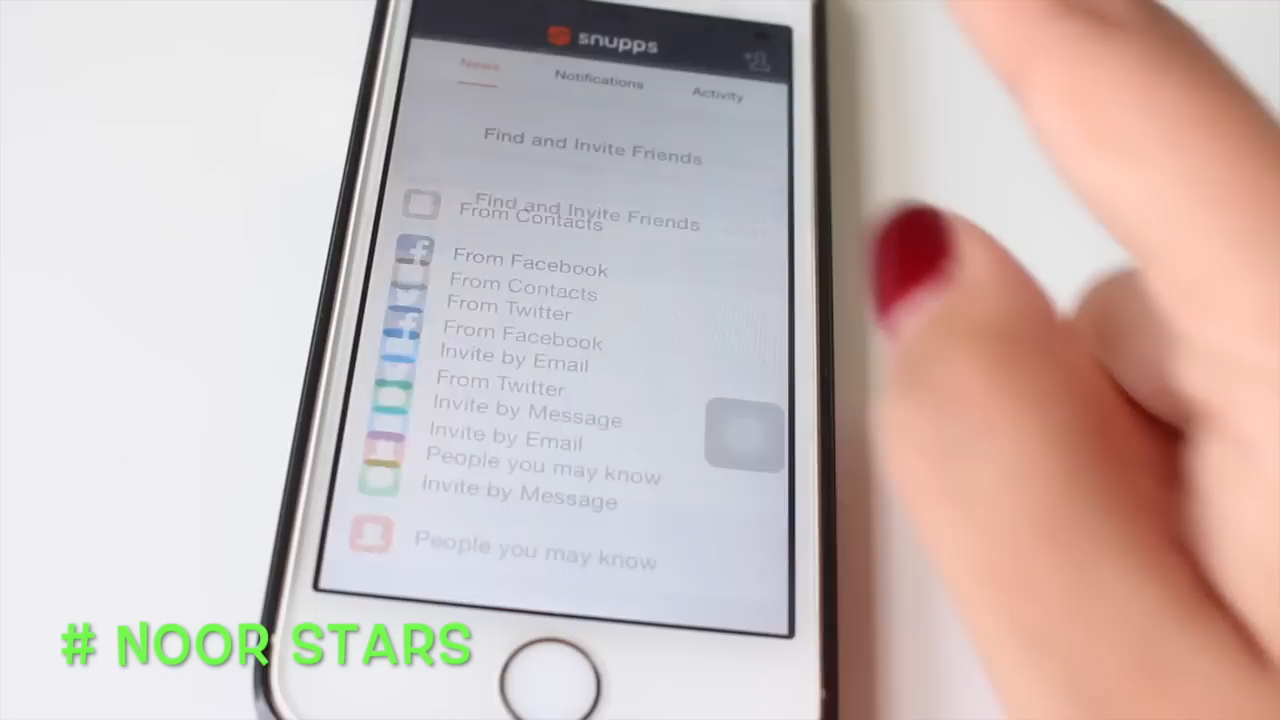 snupps
News Notifications Activity
Find and Invite Friends
Find and Invite Friends
From Contacts
From Facebook
From Contacts
From Twitter
From Facebook
Invite by Email
From Twitter
Invite by Message
Invite by Email
People you may know
Invite by Message
People you may know
# NOOR STARS